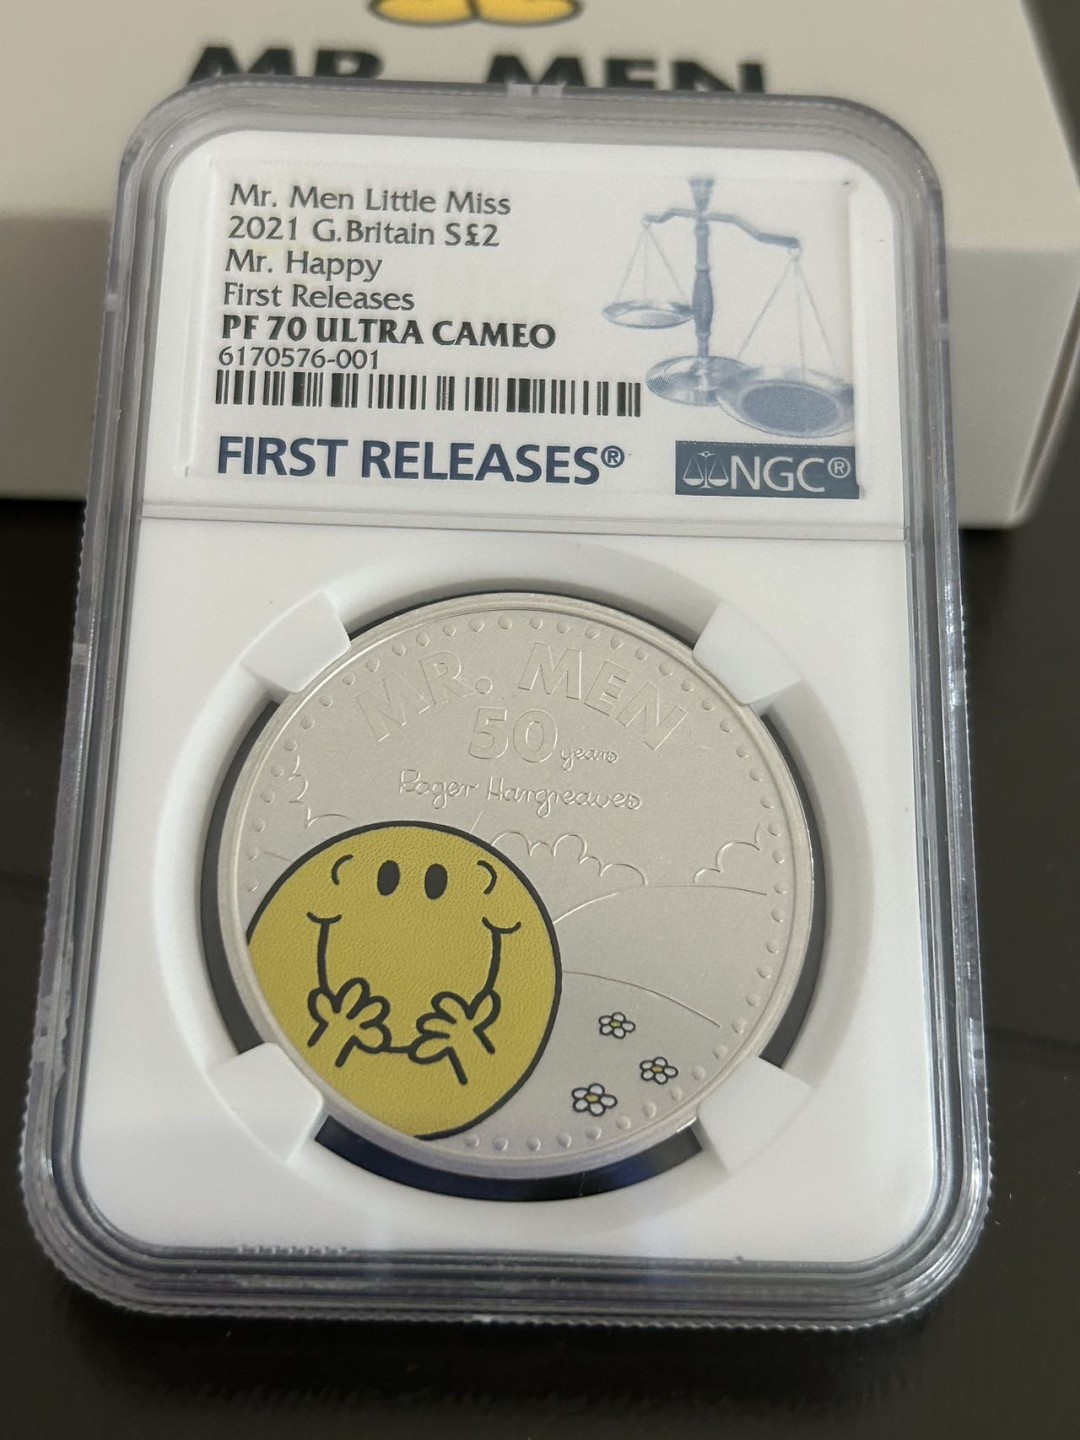 MR. MEN
Mr. Men Little Miss
2021 G.Britain S£2
Mr. Happy
First Releases
PF 70 ULTRA CAMEO
6170576-001
FIRST RELEASES®
NGC®
MR. MEN
50 years
Roger Hargreaves